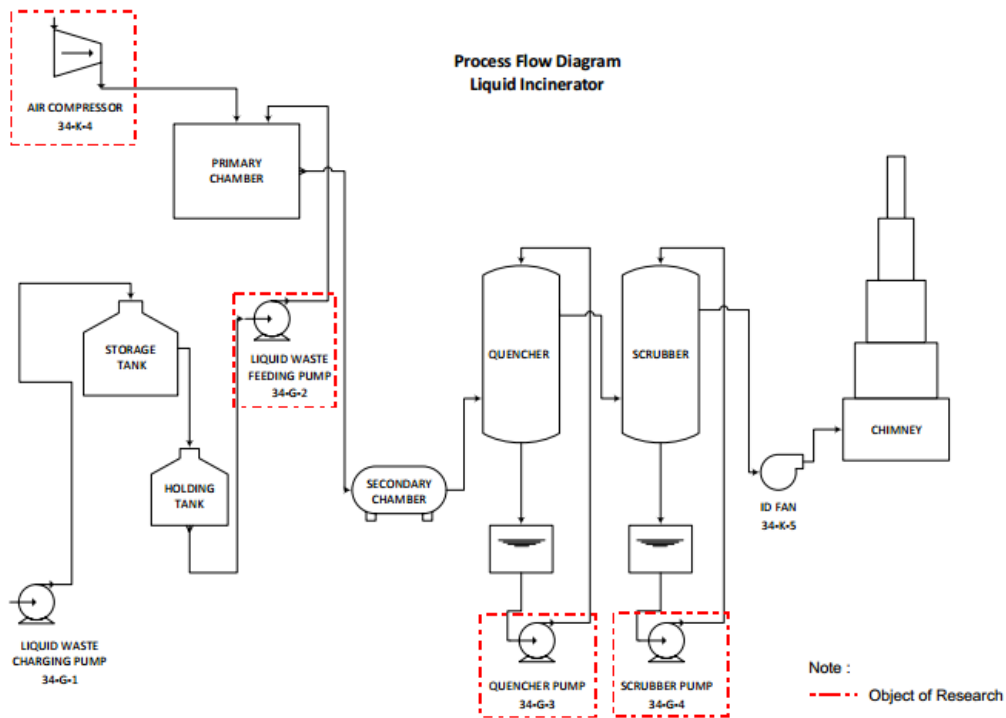 Process Flow Diagram
Liquid Incinerator
AIR COMPRESSOR
34-K-4
PRIMARY
CHAMBER
STORAGE
TANK
LIQUID WASTE
FEEDING PUMP
34-G-2
HOLDING
TANK
LIQUID WASTE
CHARGING PUMP
34-G-1
SECONDARY
CHAMBER
QUENCHER
SCRUBBER
QUENCHER PUMP
34-G-3
SCRUBBER PUMP
34-G-4
ID FAN
34-K-5
CHIMNEY
Note :
Object of Research